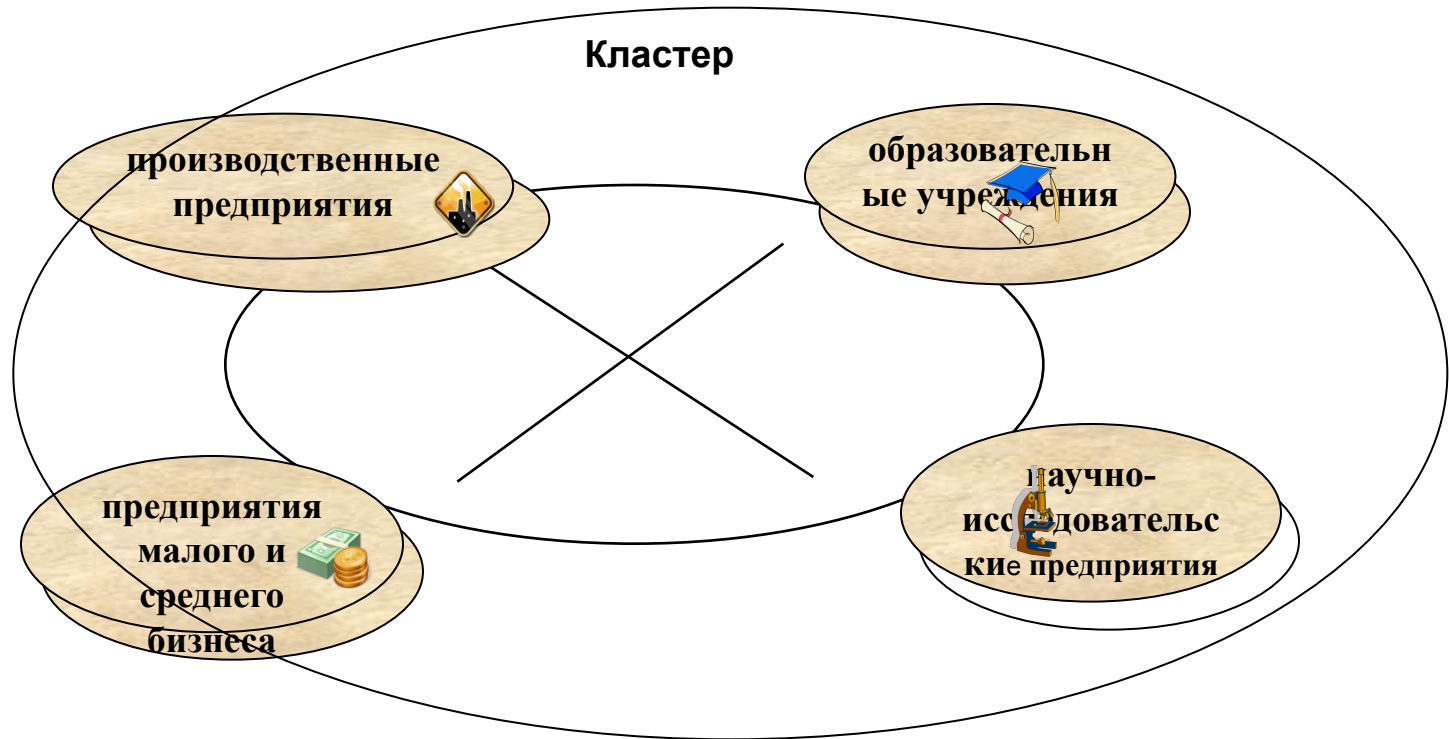 Кластер
производственные
предприятия
образовательн
ые учреждения
предприятия
малого и
среднего
бизнеса
научно-
исследовательс
кие предприятия